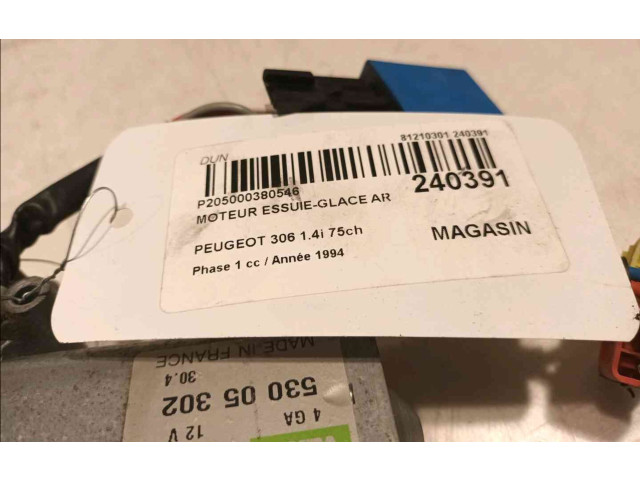 DUN
81210301 240391
P205000380546
240391
MOTEUR ESSUIE-GLACE AR
PEUGEOT 306 1.4i 75ch
MAGASIN
Phase 1 cc / Année 1994
MADE IN FRANCE
30.4
530 05 302
4 GA
12 V